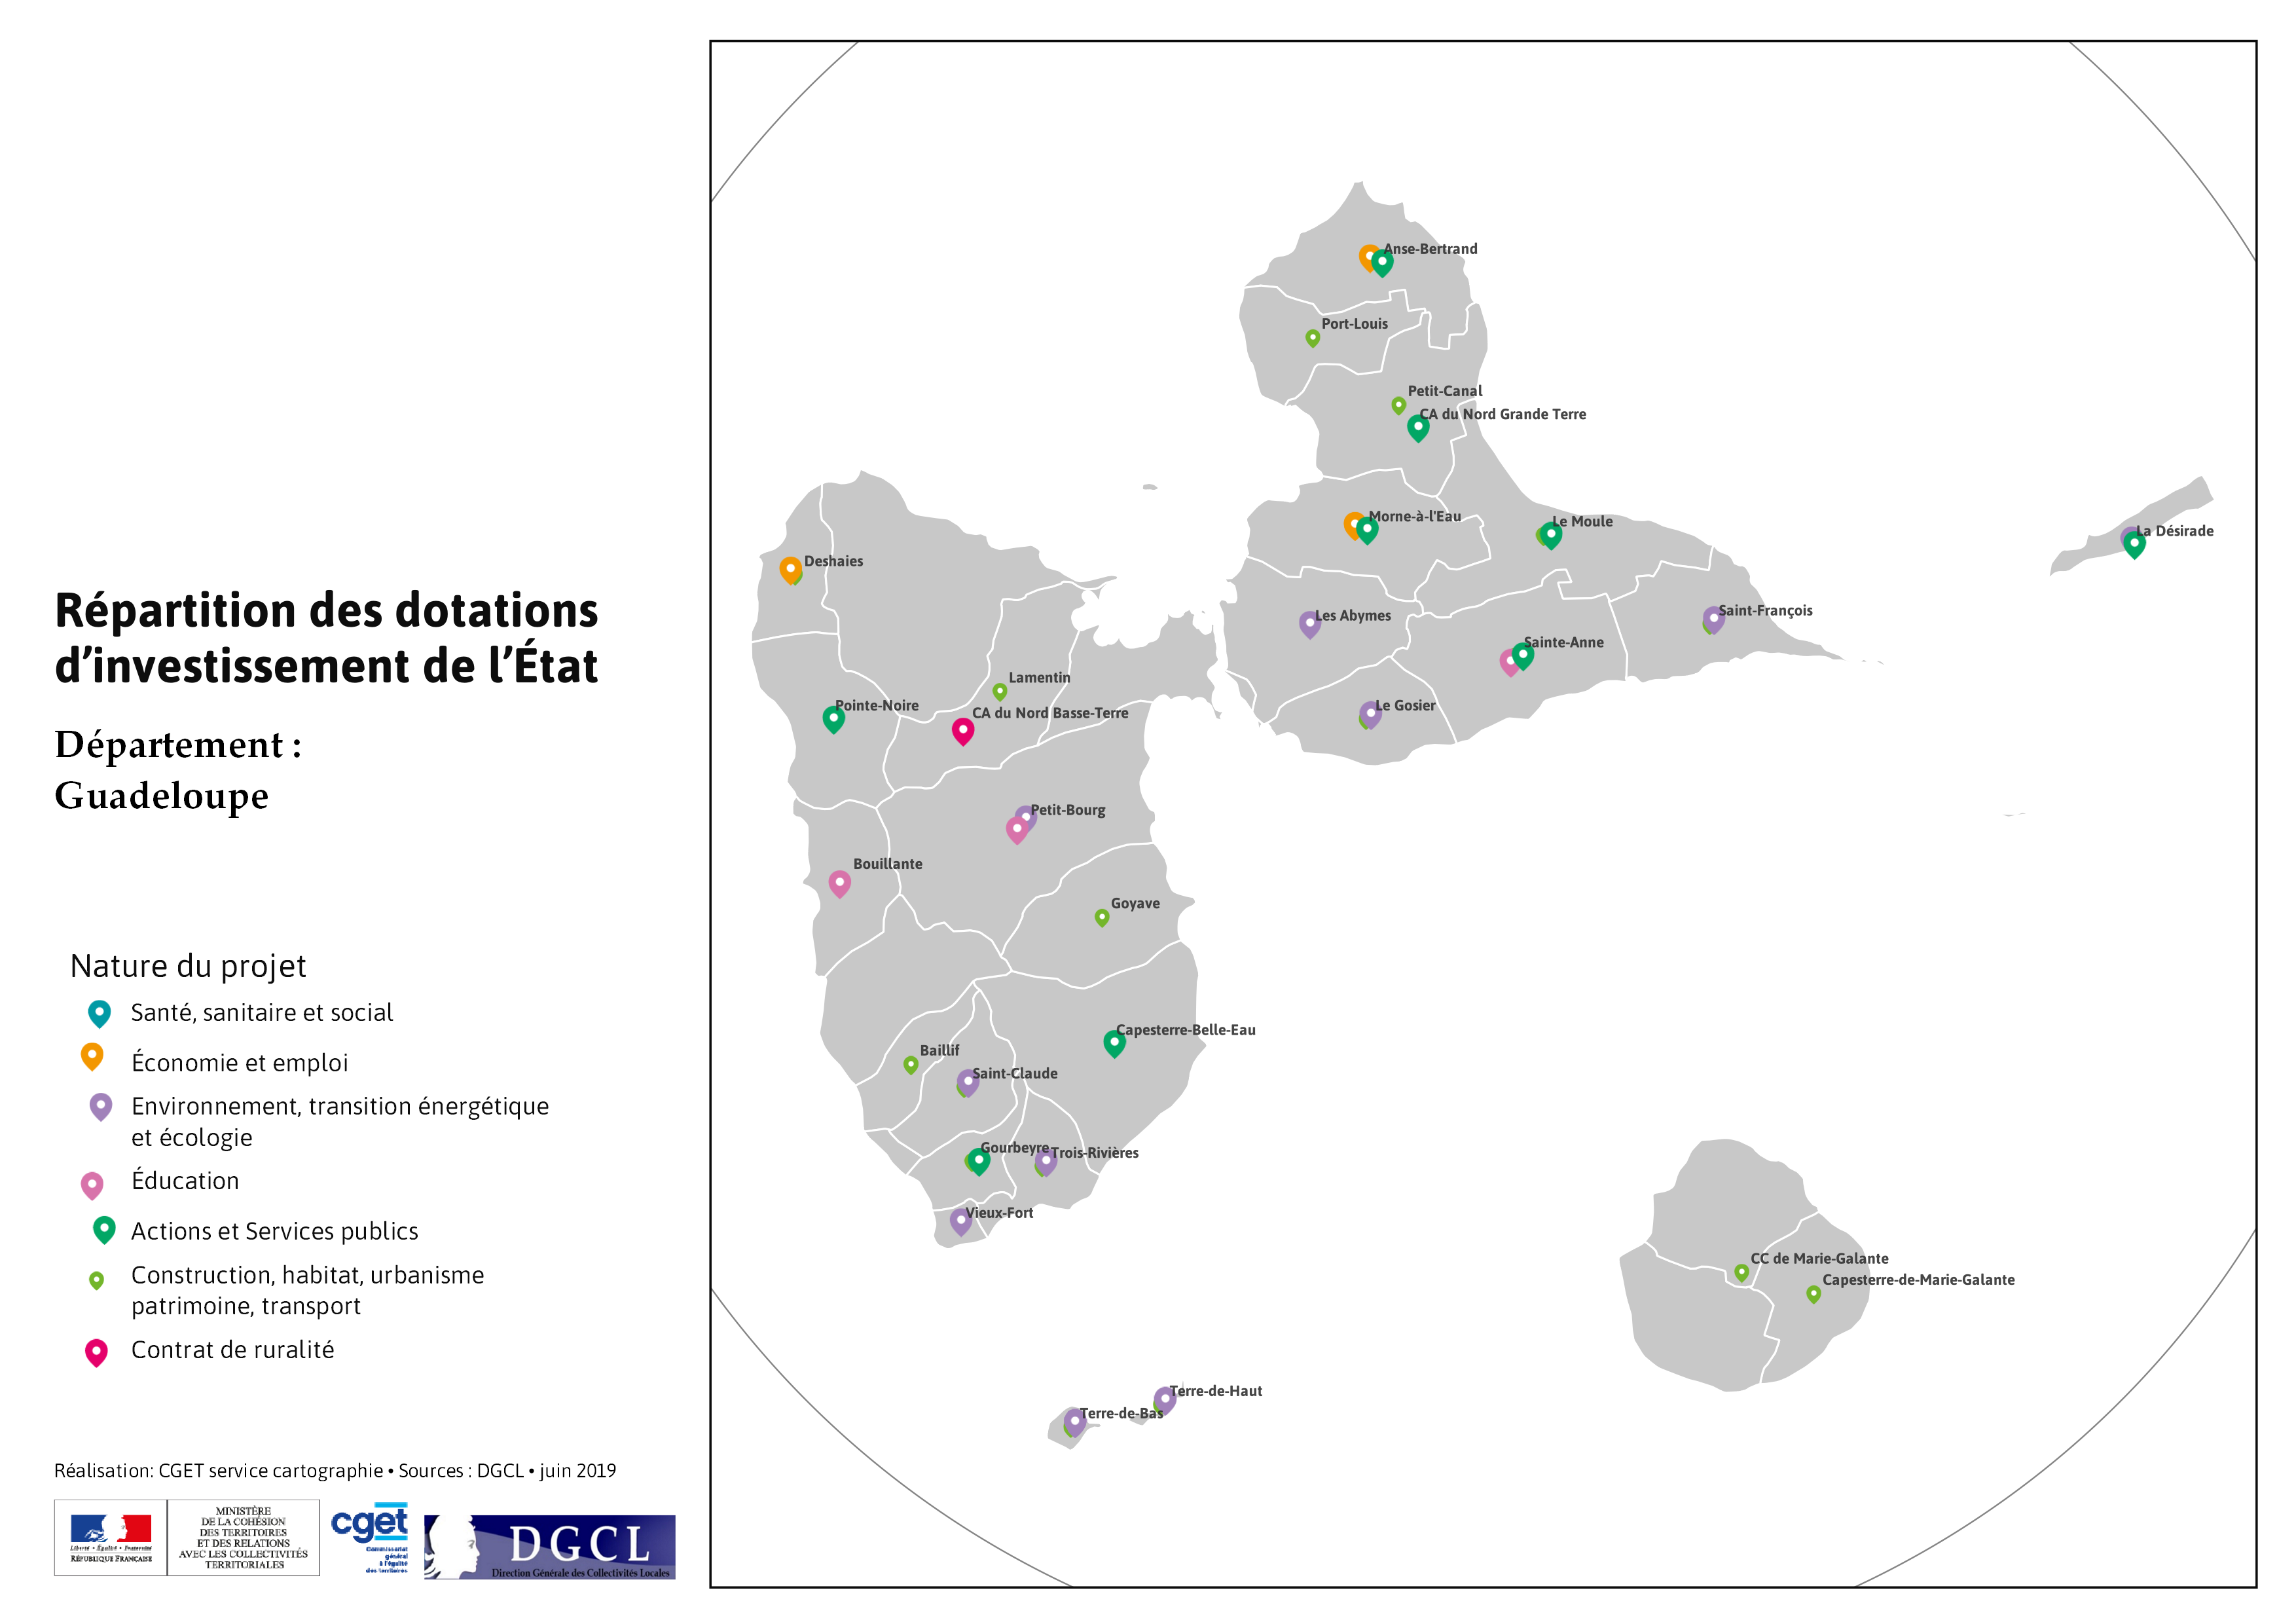 Répartition des dotations
d’investissement de l’État
Département :
Guadeloupe
Nature du projet
Santé, sanitaire et social
Économie et emploi
Environnement, transition énergétique
et écologie
Éducation
Actions et Services publics
Construction, habitat, urbanisme
patrimoine, transport
Contrat de ruralité
Réalisation: CGET service cartographie • Sources : DGCL • juin 2019
Liberté • Égalité • Fraternité
RÉPUBLIQUE FRANÇAISE
MINISTÈRE
DE LA COHÉSION
DES TERRITOIRES
ET DES RELATIONS
AVEC LES COLLECTIVITÉS
TERRITORIALES
cget
Commissariat
général
à l'égalité
des territoires
DGCL
Direction Générale des Collectivités Locales
Anse-Bertrand
Port-Louis
Petit-Canal
CA du Nord Grande Terre
Morne-à-l'Eau
Le Moule
La Désirade
Deshaies
Les Abymes
Saint-François
Sainte-Anne
Lamentin
Pointe-Noire
CA du Nord Basse-Terre
Le Gosier
Petit-Bourg
Bouillante
Goyave
Capesterre-Belle-Eau
Baillif
Saint-Claude
Gourbeyre
Trois-Rivières
Vieux-Fort
CC de Marie-Galante
Capesterre-de-Marie-Galante
Terre-de-Haut
Terre-de-Bas